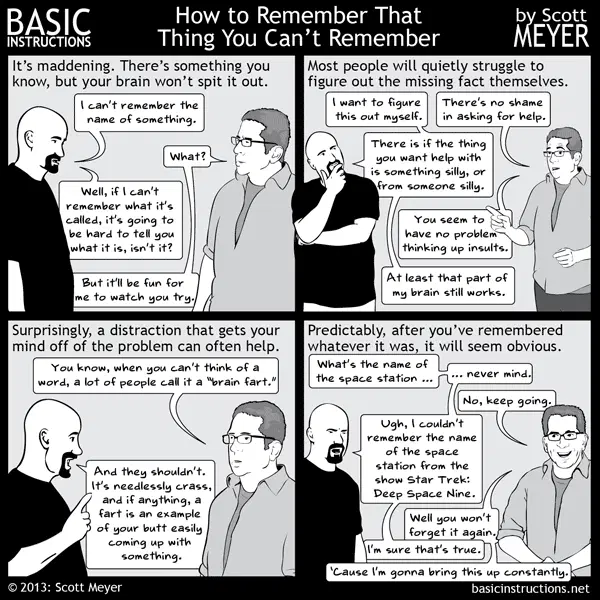 BASIC
INSTRUCTIONS
How to Remember That
Thing You Can't Remember
by Scott
MEYER
It's maddening. There's something you
know, but your brain won't spit it out.
I can't remember the
name of something.
What?
Well, if I can't
remember what it's
called, it's going to
be hard to tell you
what it is, isn't it?
But it'll be fun for
me to watch you try.
Most people will quietly struggle to
figure out the missing fact themselves.
I want to figure
this out myself.
There's no shame
in asking for help.
There is if the thing
you want help with
is something silly, or
from someone silly.
You seem to
have no problem
thinking up insults.
At least that part of
my brain still works.
Surprisingly, a distraction that gets your
mind off of the problem can often help.
You know, when you can't think of a
word, a lot of people call it a "brain fart."
And they shouldn't.
It's needlessly crass,
and if anything, a
fart is an example
of your butt easily
coming up with
something.
Predictably, after you've remembered
whatever it was, it will seem obvious.
What's the name of
the space station ...
... never mind.
No, keep going.
Ugh, I couldn't
remember the name
of the space
station from the
show Star Trek:
Deep Space Nine.
Well you won't
forget it again.
I'm sure that's true.
'Cause I'm gonna bring this up constantly.
© 2013: Scott Meyer
basicinstructions.net